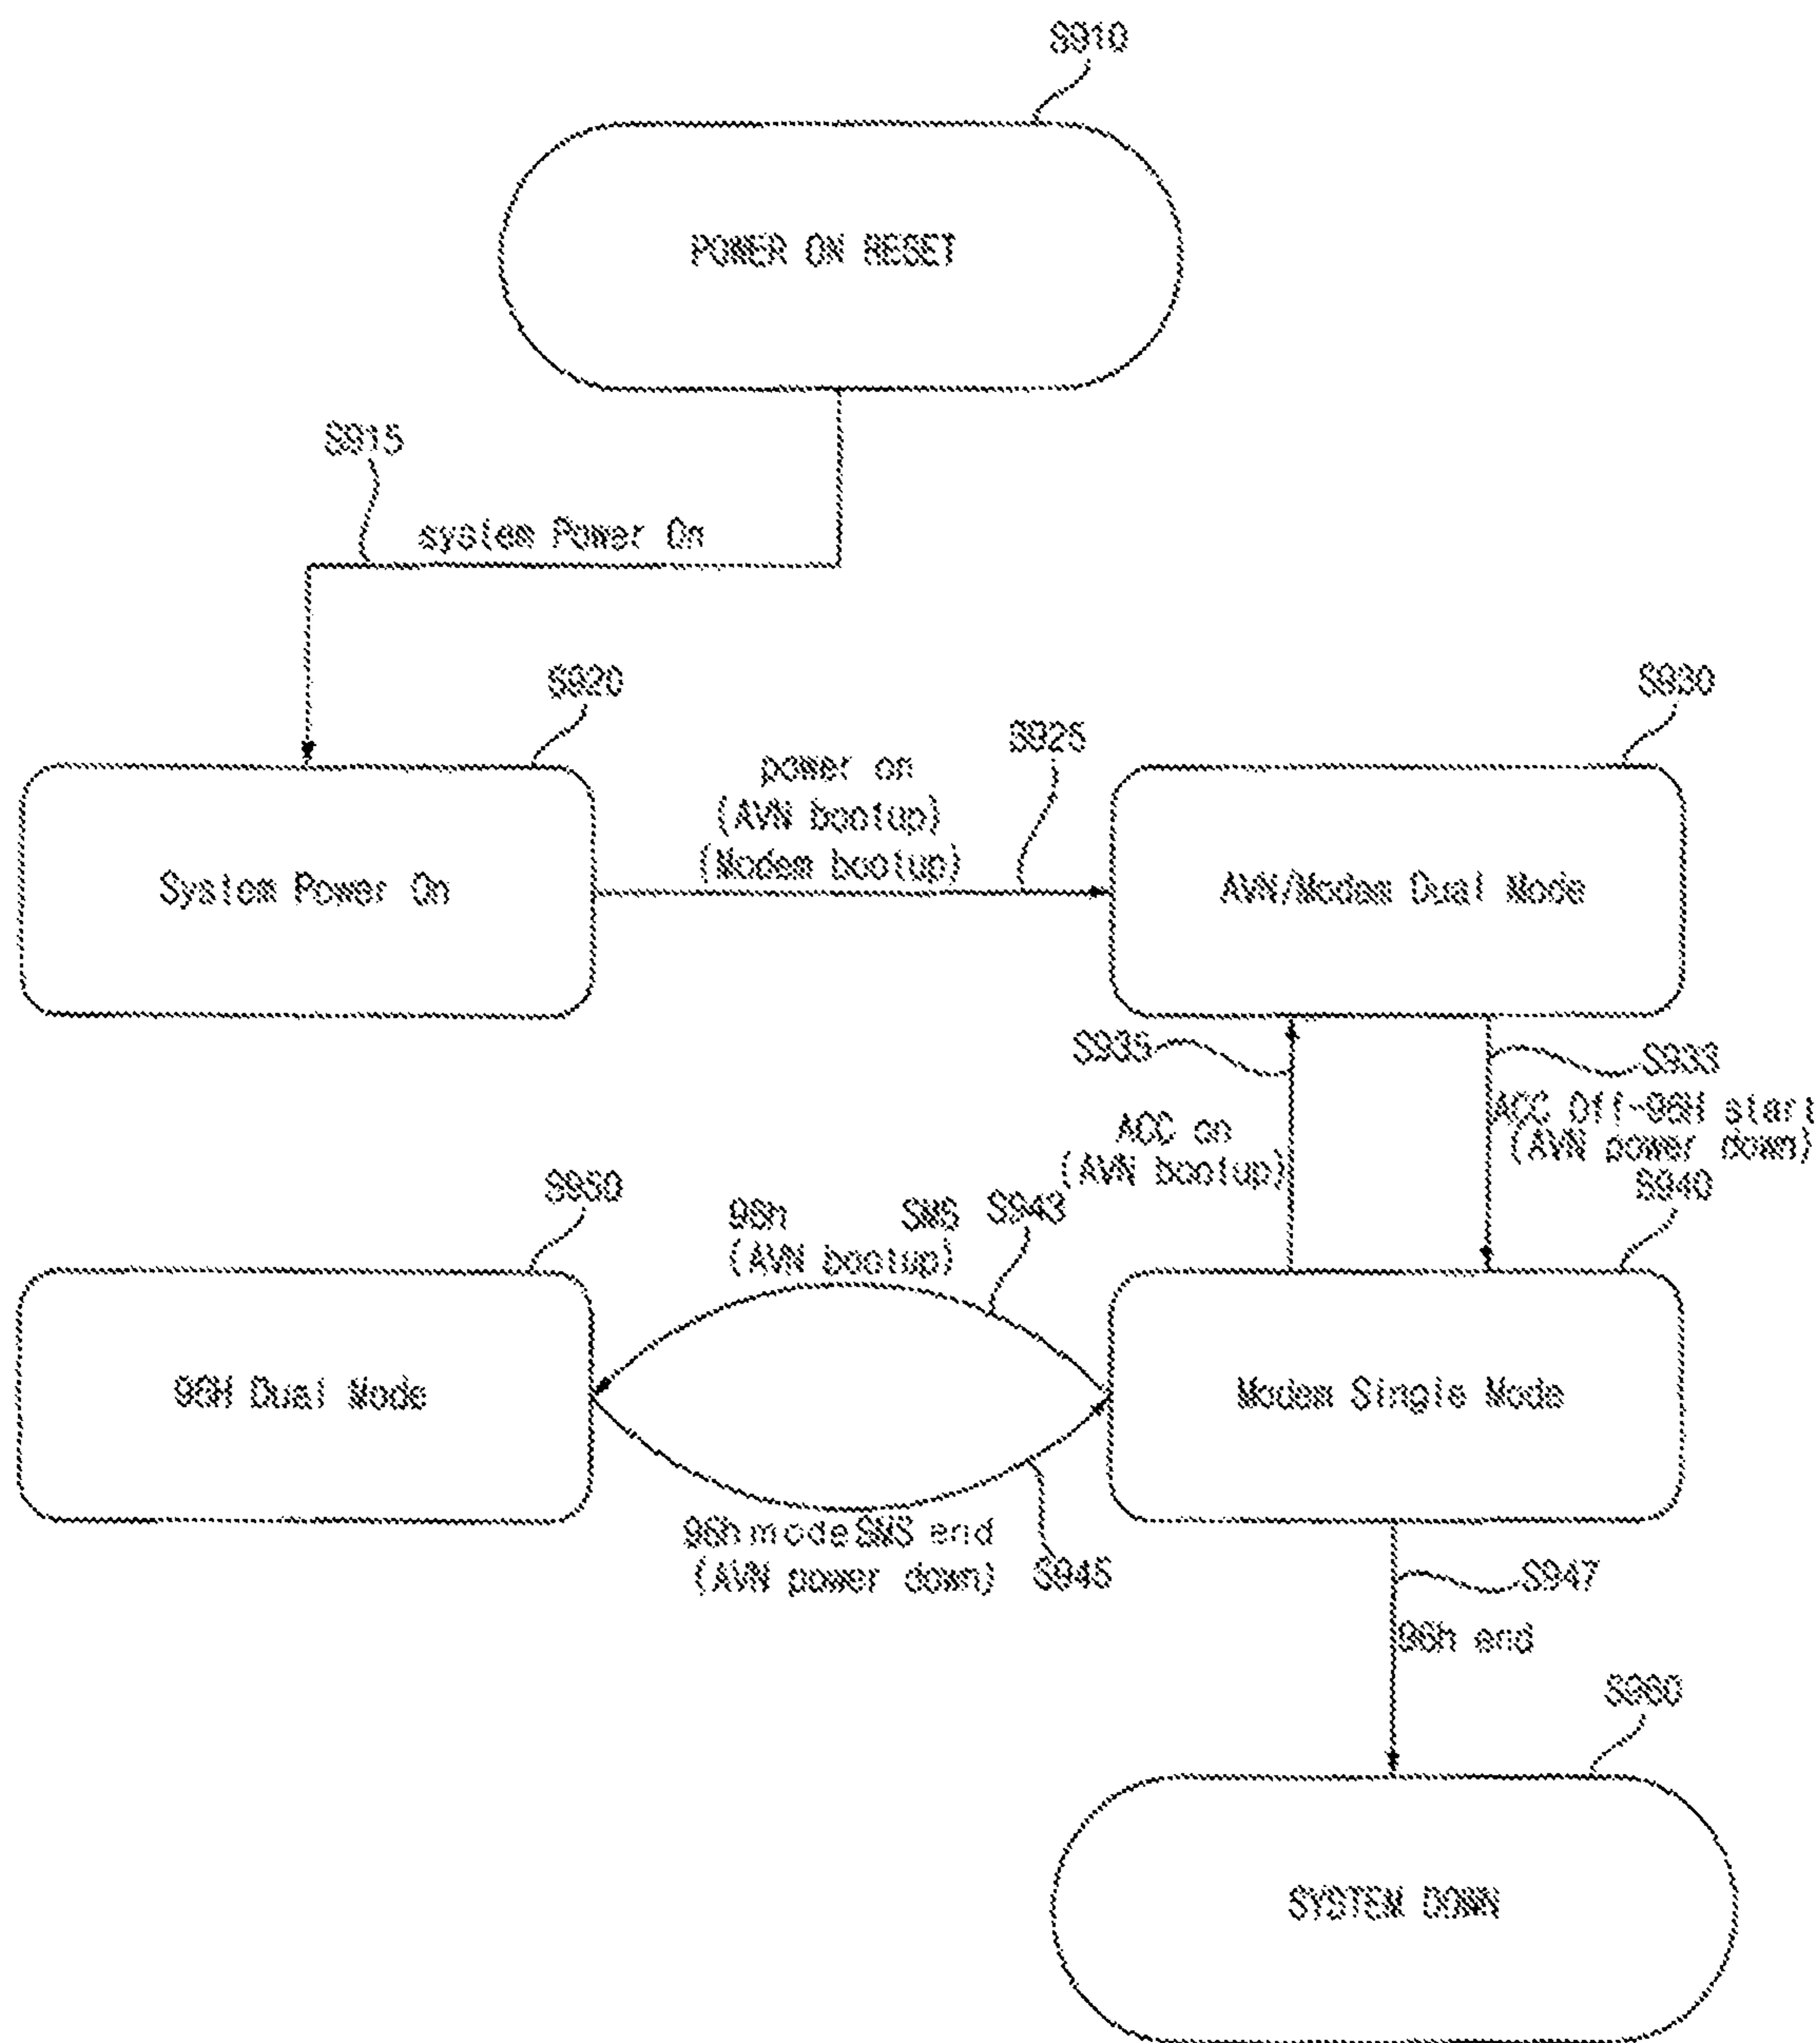 S910
POWER ON RESET
S915
system Power On
S920
S930
S925
power on
(AVN bootup)
(Modem bootup)
System Power On
AVN/Modem Dual Mode
S935
S933
ACC on
(AVN bootup)
ACC Off-96H start
(AVN power down)
S940
S950
96h SMS
(AVN bootup)
S943
96H Dual Mode
Modem Single Mode
96h mode SMS end
(AVN power down)
S945
S947
96h end
S960
SYSTEM DOWN